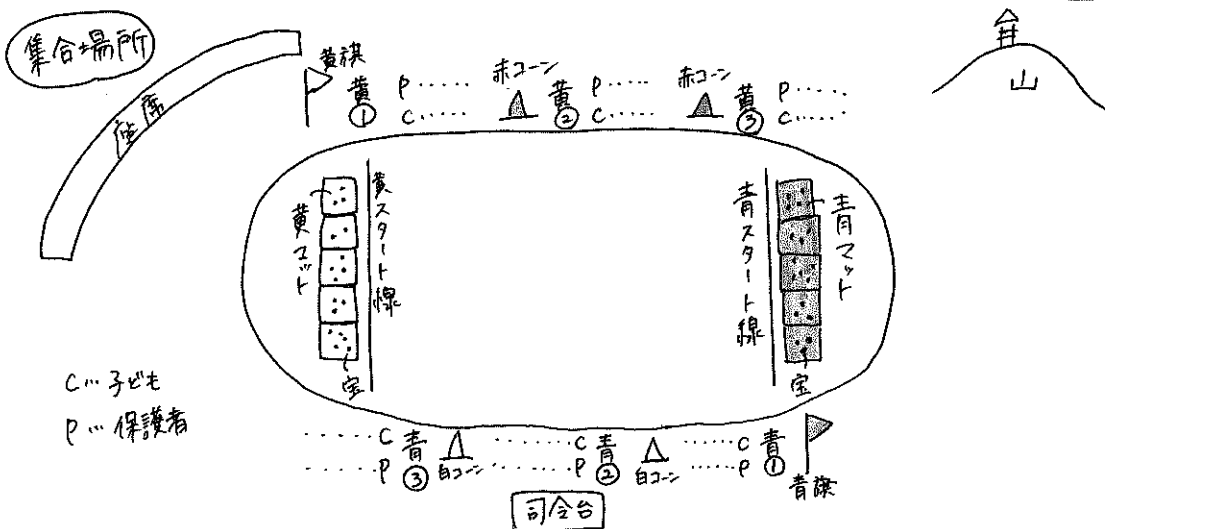 集合場所
座席
黄旗
黄① P‥‥‥ 赤コーン 黄② P‥‥‥ 赤コーン 黄③ P‥‥‥
C‥‥‥ C‥‥‥ C‥‥‥
山
黄マット
黄スタート線
宝
青スタート線
青マット
宝
C…子ども
P…保護者
‥‥‥C 青③ 白コーン ‥‥‥C 青② 白コーン ‥‥‥C 青①
‥‥‥P ‥‥‥P ‥‥‥P
青旗
司令台